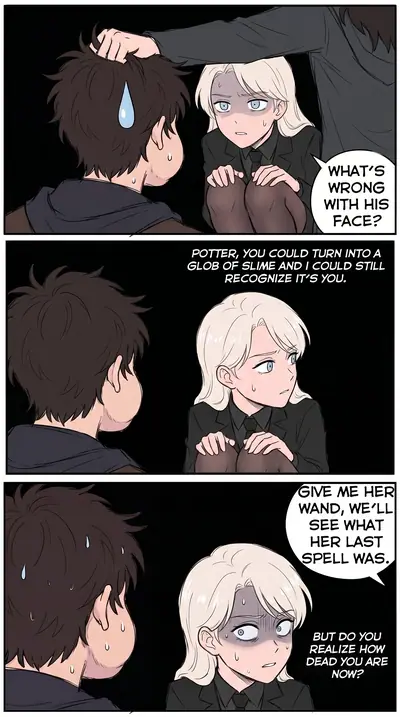 WHAT'S
WRONG
WITH HIS
FACE?
POTTER, YOU COULD TURN INTO A
GLOB OF SLIME AND I COULD STILL
RECOGNIZE IT'S YOU.
GIVE ME HER
WAND, WE'LL
SEE WHAT
HER LAST
SPELL WAS.
BUT DO YOU
REALIZE HOW
DEAD YOU ARE
NOW?